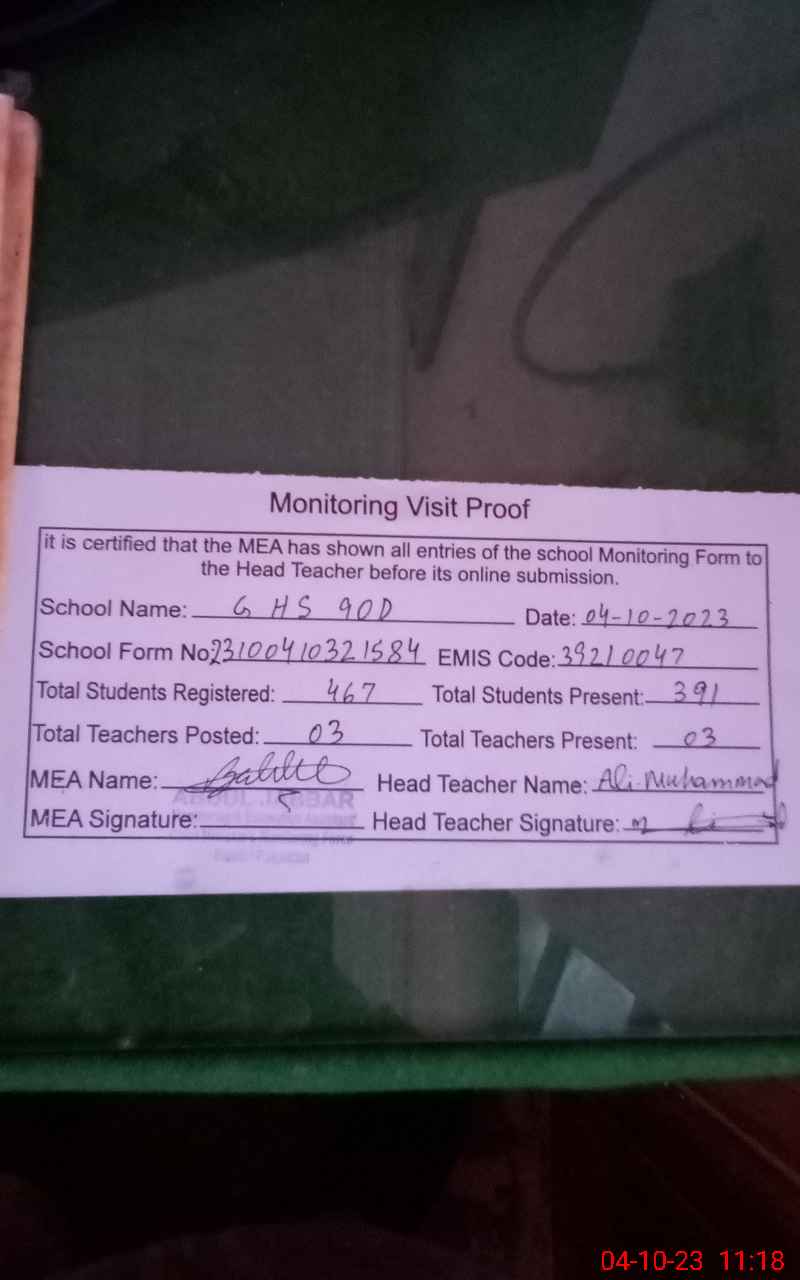 Monitoring Visit Proof
it is certified that the MEA has shown all entries of the school Monitoring Form to
the Head Teacher before its online submission.
School Name: GHS 90D Date: 04-10-2023
School Form No 23100410321584 EMIS Code: 39210047
Total Students Registered: 467 Total Students Present: 391
Total Teachers Posted: 03 Total Teachers Present: 03
MEA Name: Head Teacher Name: Ali Muhammad
ABDUL JABBAR
MEA Signature: Head Teacher Signature:
04-10-23 11:18